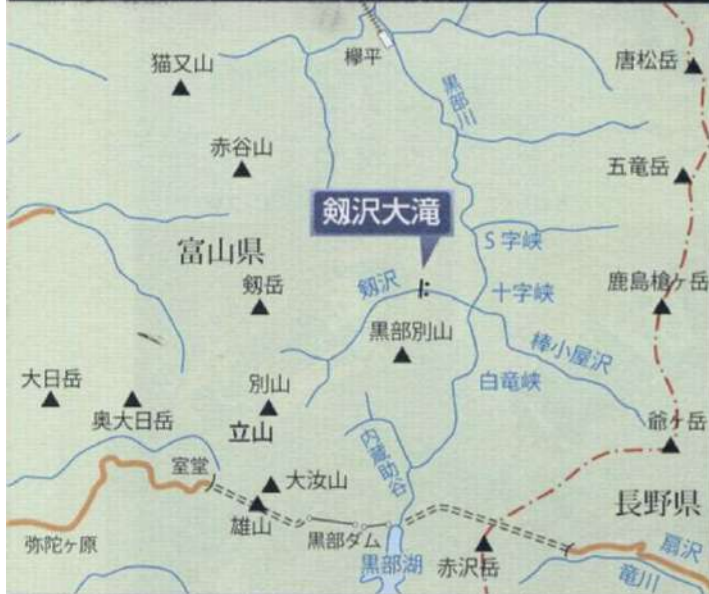 欅平
猫又山
唐松岳
黒部川
赤谷山
五竜岳
剱沢大滝
S字峡
富山県
剱岳
剱沢
十字峡
鹿島槍ヶ岳
黒部別山
棒小屋沢
大日岳
奥大日岳
別山
白竜峡
立山
内蔵助谷
爺ヶ岳
室堂
大汝山
長野県
雄山
黒部ダム
弥陀ヶ原
黒部湖
赤沢岳
扇沢
竜川